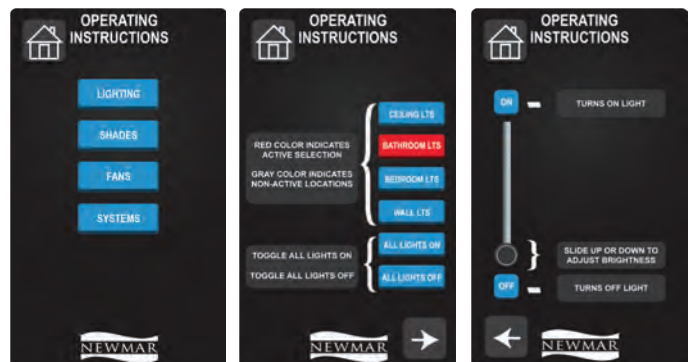 OPERATING
INSTRUCTIONS
LIGHTING
SHADES
FANS
SYSTEMS
NEWMAR
OPERATING
INSTRUCTIONS
CEILING LTS
RED COLOR INDICATES
ACTIVE SELECTION
BATHROOM LTS
GRAY COLOR INDICATES
NON-ACTIVE LOCATIONS
BEDROOM LTS
WALL LTS
TOGGLE ALL LIGHTS ON
ALL LIGHTS ON
TOGGLE ALL LIGHTS OFF
ALL LIGHTS OFF
NEWMAR
OPERATING
INSTRUCTIONS
ON
TURNS ON LIGHT
SLIDE UP OR DOWN TO
ADJUST BRIGHTNESS
OFF
TURNS OFF LIGHT
NEWMAR